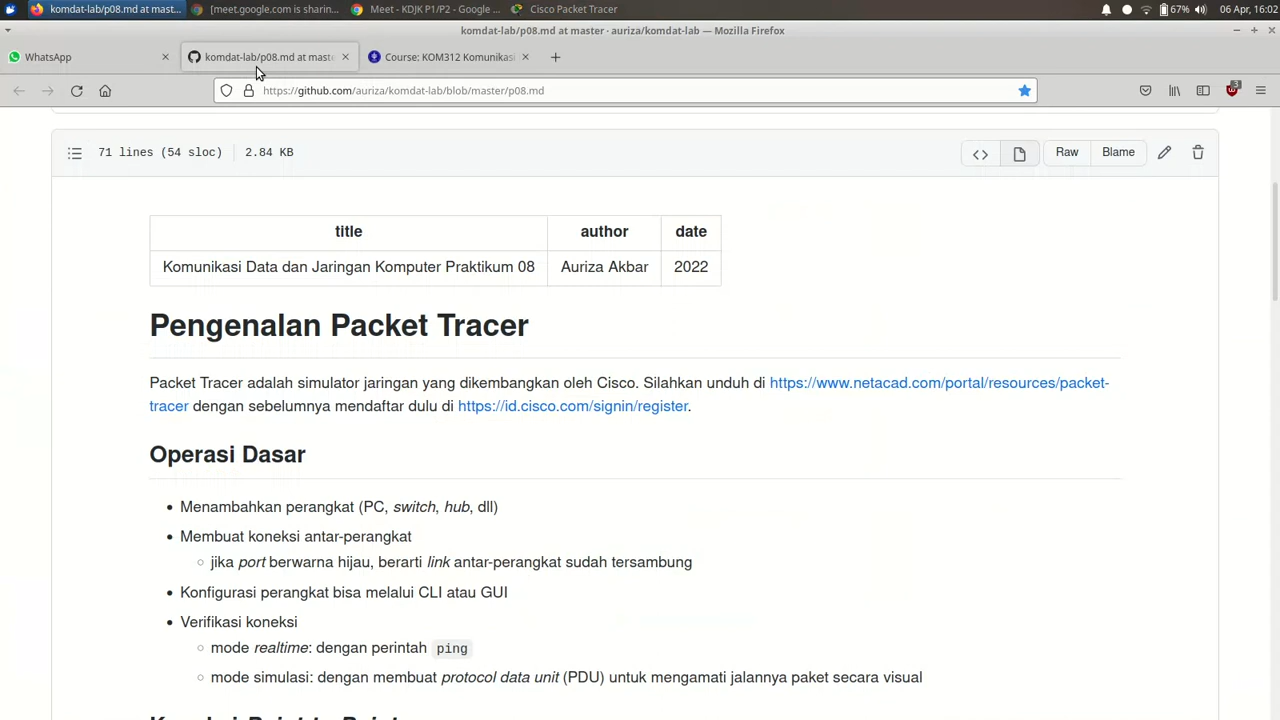 komdat-lab/p08.md at mast...
[meet.google.com is sharin...
Meet - KDJK P1/P2 - Google ...
Cisco Packet Tracer
67%
06 Apr, 16:02
komdat-lab/p08.md at master · auriza/komdat-lab — Mozilla Firefox
WhatsApp
komdat-lab/p08.md at maste
Course: KOM312 Komunikasi
https://github.com/auriza/komdat-lab/blob/master/p08.md
3
71 lines (54 sloc)
2.84 KB
Raw
Blame
title author date
Komunikasi Data dan Jaringan Komputer Praktikum 08 Auriza Akbar 2022
Pengenalan Packet Tracer
Packet Tracer adalah simulator jaringan yang dikembangkan oleh Cisco. Silahkan unduh di https://www.netacad.com/portal/resources/packet-
tracer dengan sebelumnya mendaftar dulu di https://id.cisco.com/signin/register.
Operasi Dasar
• Menambahkan perangkat (PC, switch, hub, dll)
• Membuat koneksi antar-perangkat
◦ jika port berwarna hijau, berarti link antar-perangkat sudah tersambung
• Konfigurasi perangkat bisa melalui CLI atau GUI
• Verifikasi koneksi
◦ mode realtime: dengan perintah ping
◦ mode simulasi: dengan membuat protocol data unit (PDU) untuk mengamati jalannya paket secara visual
Koneksi Point to Point